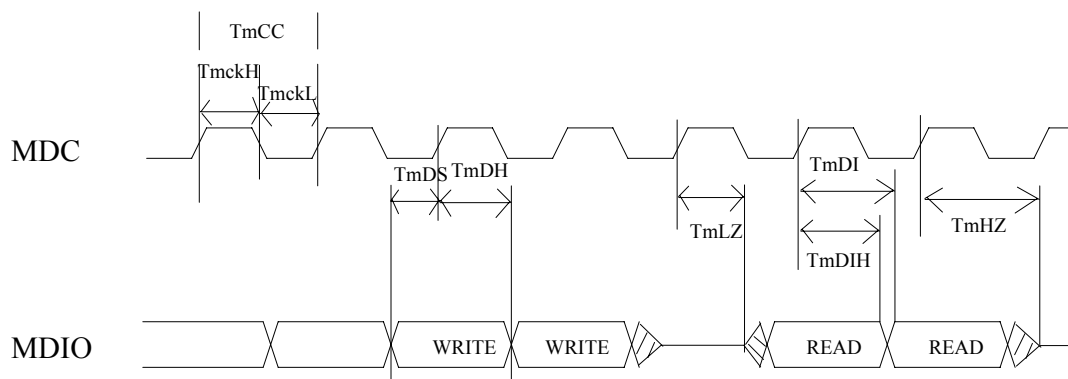 TmCC
TmckH
TmckL
MDC
TmDS TmDH
TmDI
TmLZ
TmHZ
TmDIH
MDIO
WRITE WRITE READ READ